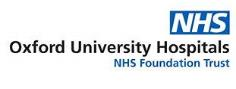 NHS
Oxford University Hospitals
NHS Foundation Trust